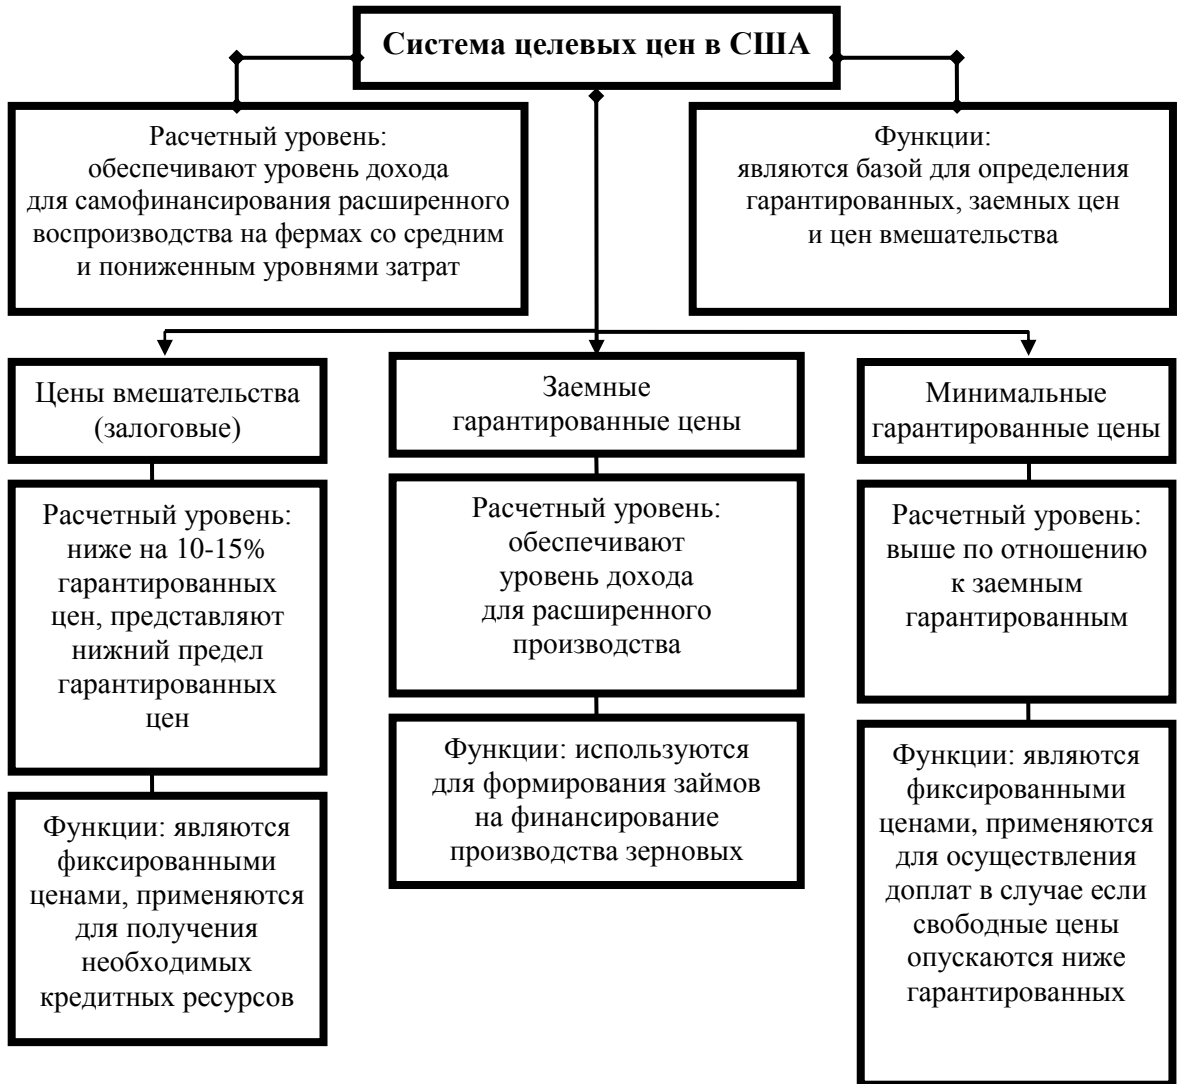 Система целевых цен в США
Расчетный уровень:
обеспечивают уровень дохода
для самофинансирования расширенного
воспроизводства на фермах со средним
и пониженным уровнями затрат
Функции:
являются базой для определения
гарантированных, заемных цен
и цен вмешательства
Цены вмешательства
(залоговые)
Расчетный уровень:
ниже на 10-15%
гарантированных
цен, представляют
нижний предел
гарантированных
цен
Функции: являются
фиксированными
ценами, применяются
для получения
необходимых
кредитных ресурсов
Заемные
гарантированные цены
Расчетный уровень:
обеспечивают
уровень дохода
для расширенного
производства
Функции: используются
для формирования займов
на финансирование
производства зерновых
Минимальные
гарантированные цены
Расчетный уровень:
выше по отношению
к заемным
гарантированным
Функции: являются
фиксированными
ценами, применяются
для осуществления
доплат в случае если
свободные цены
опускаются ниже
гарантированных